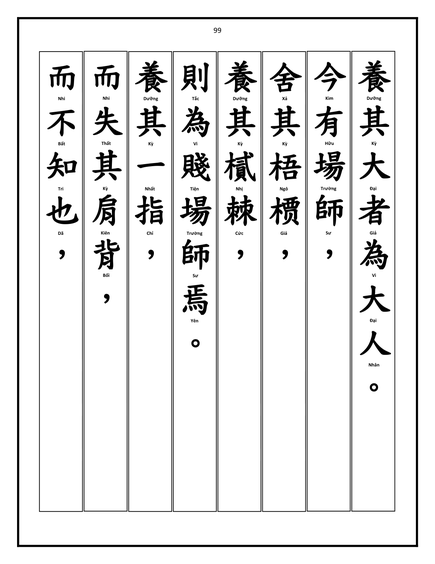 99
養其大者為大人。
Dưỡng Kỳ Đại Giả Vi Đại Nhân
今有場師，
Kim Hữu Trường Sư
舍其梧槚，
Xá Kỳ Ngô Giả
養其樲棘，
Dưỡng Kỳ Nhị Cức
則為賤場師焉。
Tắc Vi Tiện Trường Sư Yên
養其一指，
Dưỡng Kỳ Nhất Chỉ
而失其肩背，
Nhi Thất Kỳ Kiên Bối
而不知也，
Nhi Bất Tri Dã